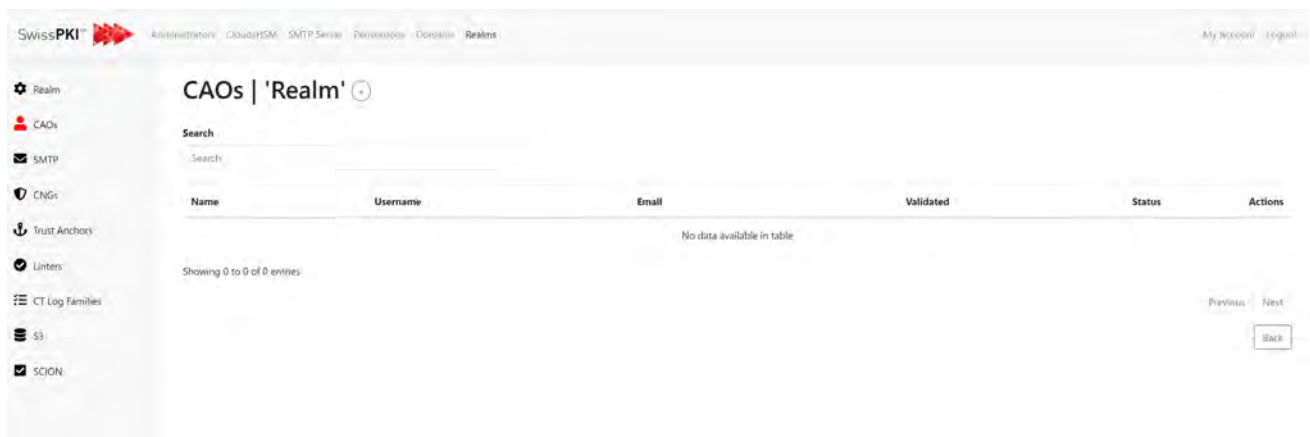 SwissPKI™ Administrators CloudHSM SMTP Server Permissions Domains Realms My Account Logout
Realm
CAOs
SMTP
CNGs
Trust Anchors
Linters
CT Log Families
S3
SCION
CAOs | 'Realm'
Search
Search
Name Username Email Validated Status Actions
No data available in table
Showing 0 to 0 of 0 entries
Previous Next
Back